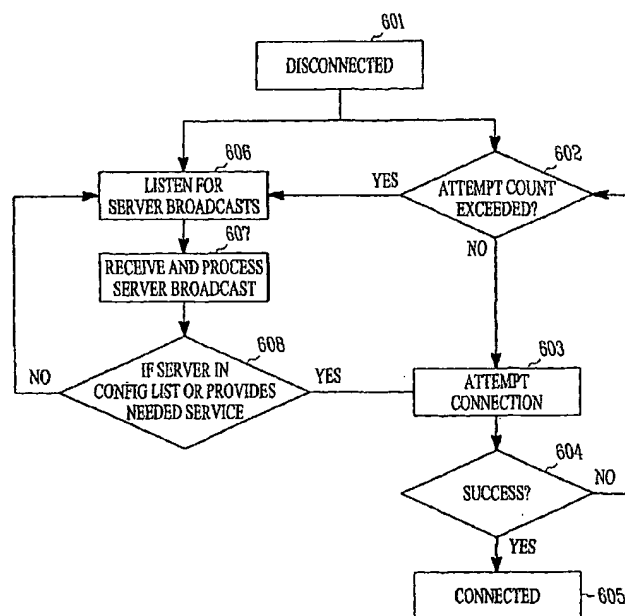 601
DISCONNECTED
606
602
LISTEN FOR
SERVER BROADCASTS
YES
ATTEMPT COUNT
EXCEEDED?
607
NO
RECEIVE AND PROCESS
SERVER BROADCAST
608
603
IF SERVER IN
CONFIG LIST OR PROVIDES
NEEDED SERVICE
NO
YES
ATTEMPT
CONNECTION
604
SUCCESS?
NO
YES
CONNECTED
605